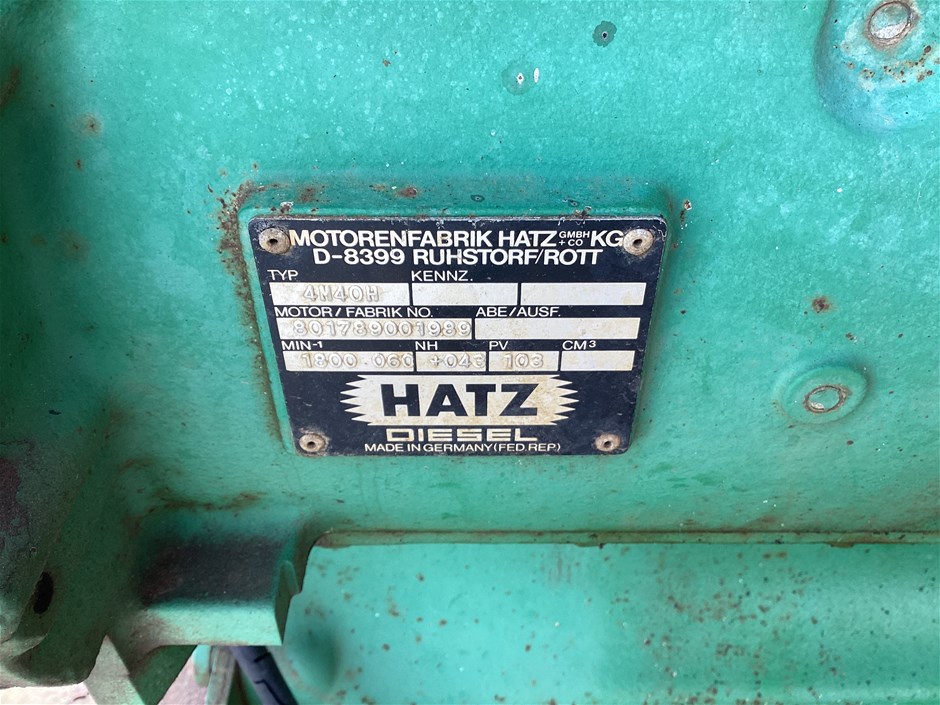 MOTORENFABRIK HATZ GMBH + CO KG
D-8399 RUHSTORF/ROTT
TYP KENNZ.
4M40H
MOTOR / FABRIK NO. ABE / AUSF.
801789001989
MIN-1 NH PV CM3
1800 060 +043 103
HATZ
DIESEL
MADE IN GERMANY (FED.REP.)